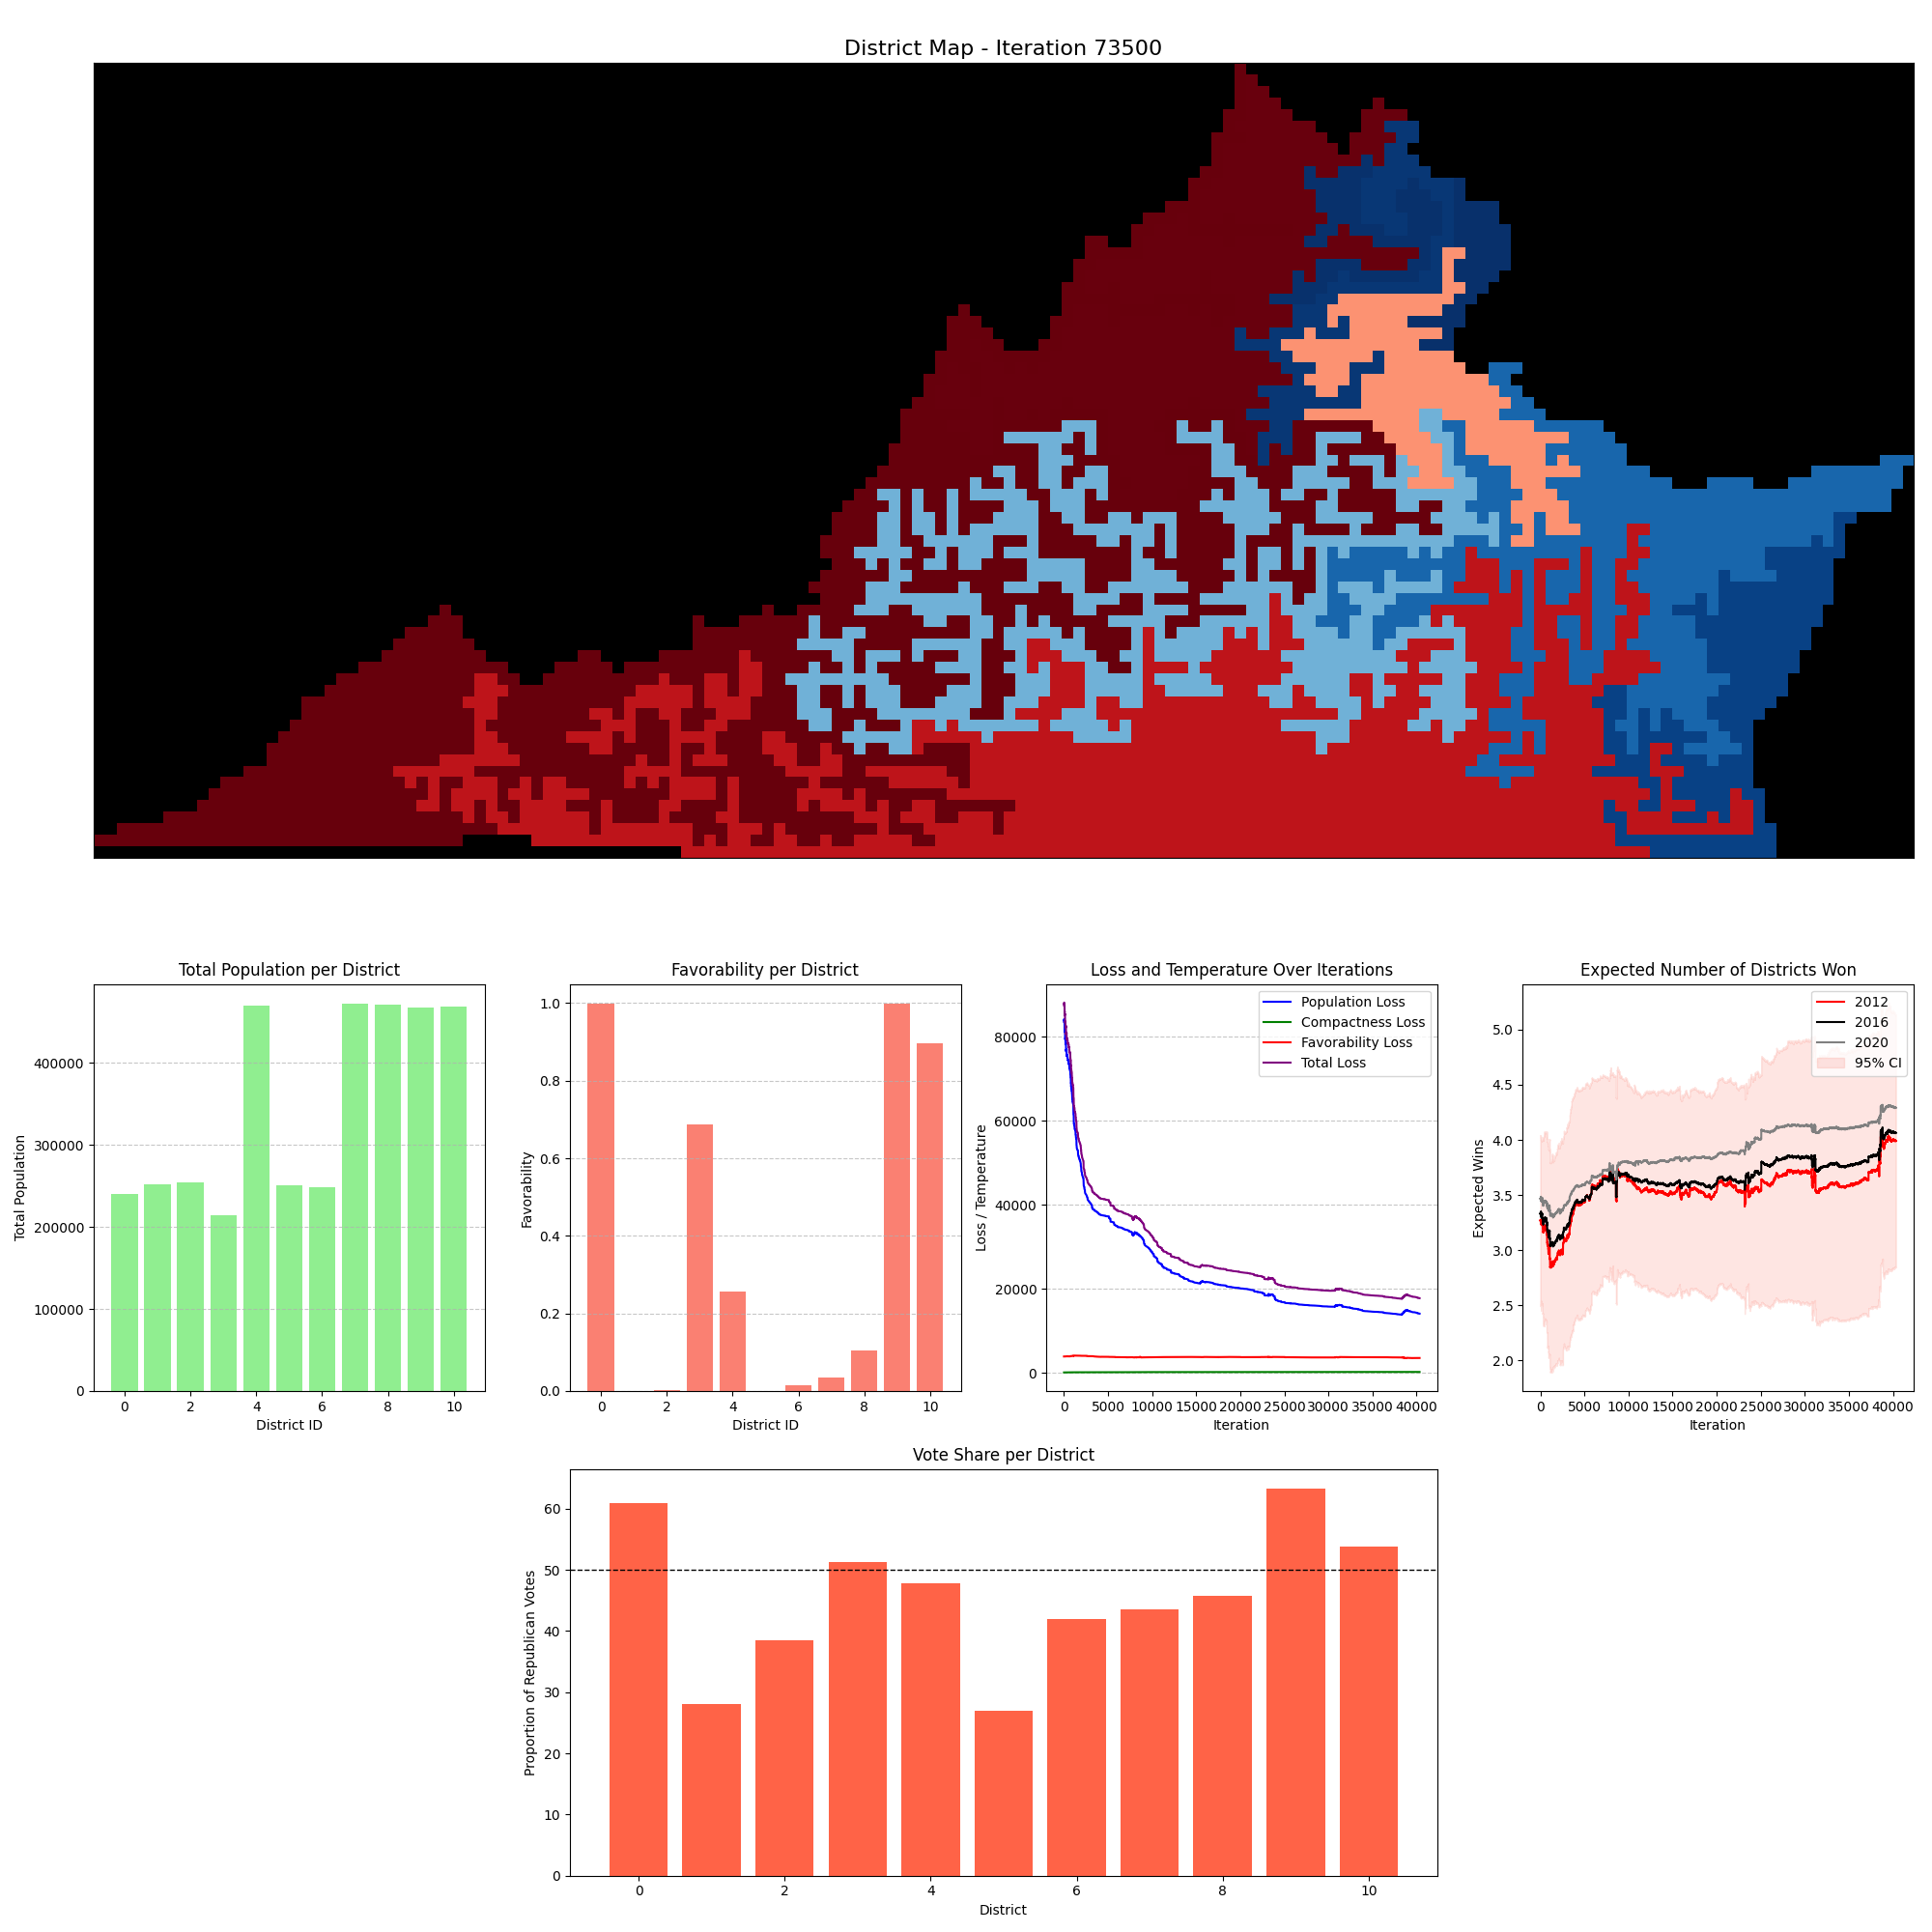 District Map - Iteration 73500
Total Population per District
Total Population
400000
300000
200000
100000
0
0 2 4 6 8 10
District ID
Favorability per District
Favorability
1.0
0.8
0.6
0.4
0.2
0.0
0 2 4 6 8 10
District ID
Loss and Temperature Over Iterations
Loss / Temperature
80000
60000
40000
20000
0
Population Loss
Compactness Loss
Favorability Loss
Total Loss
0 5000 10000 15000 20000 25000 30000 35000 40000
Iteration
Expected Number of Districts Won
Expected Wins
5.0
4.5
4.0
3.5
3.0
2.5
2.0
2012
2016
2020
95% CI
0 5000 10000 15000 20000 25000 30000 35000 40000
Iteration
Vote Share per District
Proportion of Republican Votes
60
50
40
30
20
10
0
0 2 4 6 8 10
District